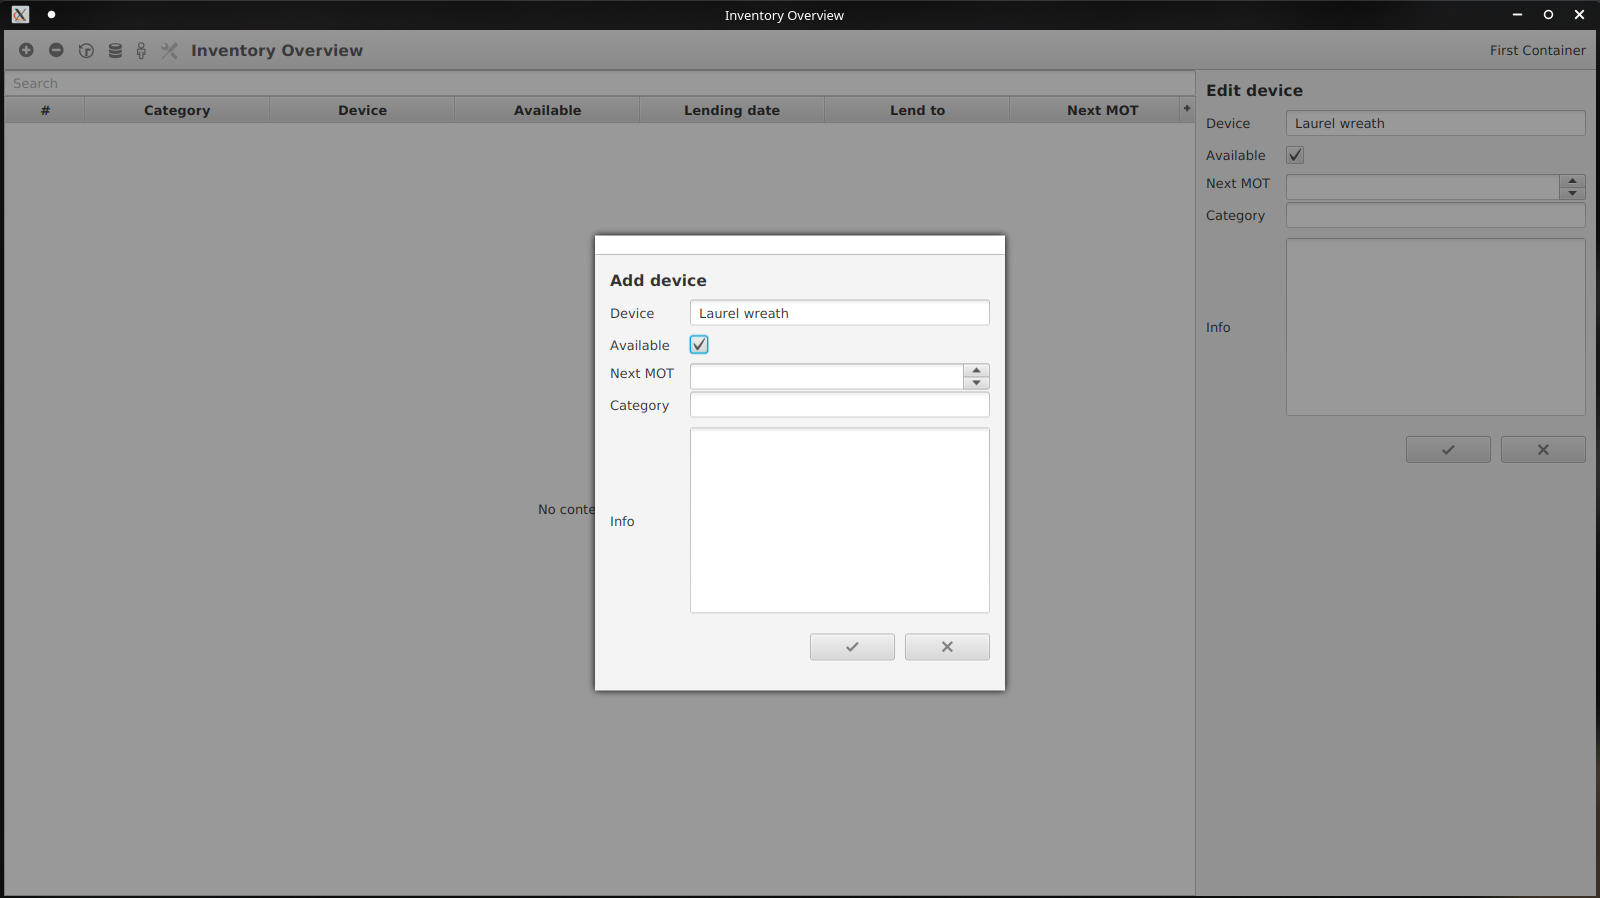 Inventory Overview
Inventory Overview
First Container
Search
# Category Device Available Lending date Lend to Next MOT +
Edit device
Device Laurel wreath
Available
Next MOT
Category
Info
No conte
Add device
Device Laurel wreath
Available
Next MOT
Category
Info